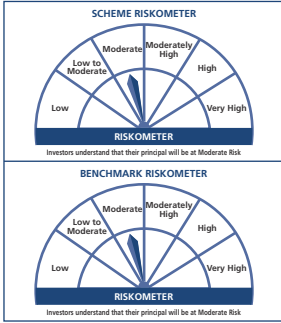 SCHEME RISKOMETER
Moderate
Moderately
High
Low to
Moderate
High
Low
Very High
RISKOMETER
Investors understand that their principal will be at Moderate Risk
BENCHMARK RISKOMETER
Moderate
Moderately
High
Low to
Moderate
High
Low
Very High
RISKOMETER
Investors understand that their principal will be at Moderate Risk